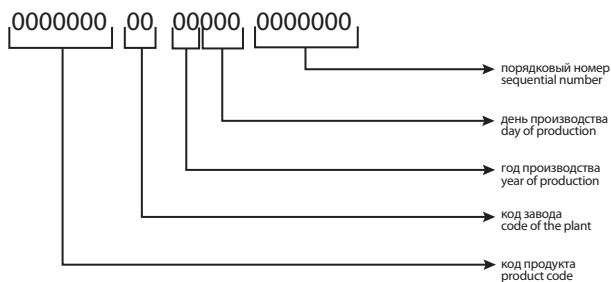 0000000 00 00000 0000000
порядковый номер
sequential number
день производства
day of production
год производства
year of production
код завода
code of the plant
код продукта
product code